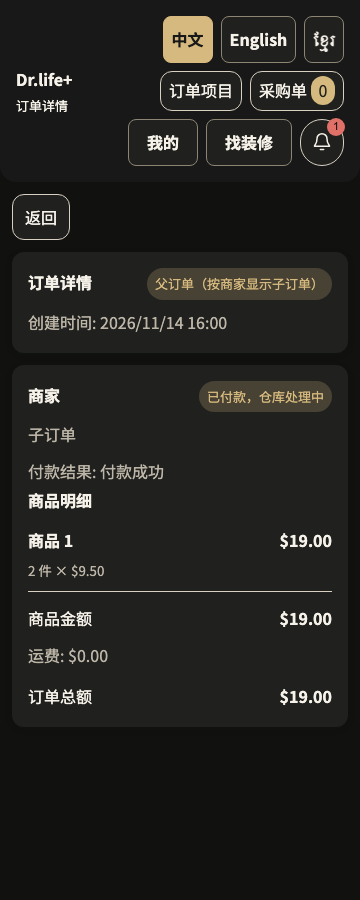 中文
English
ខ្មែរ
Dr.life+
订单详情
订单项目
采购单 0
我的
找装修
1
返回
订单详情
父订单（按商家显示子订单）
创建时间: 2026/11/14 16:00
商家
已付款，仓库处理中
子订单
付款结果: 付款成功
商品明细
商品 1
$19.00
2 件 × $9.50
商品金额
$19.00
运费: $0.00
订单总额
$19.00